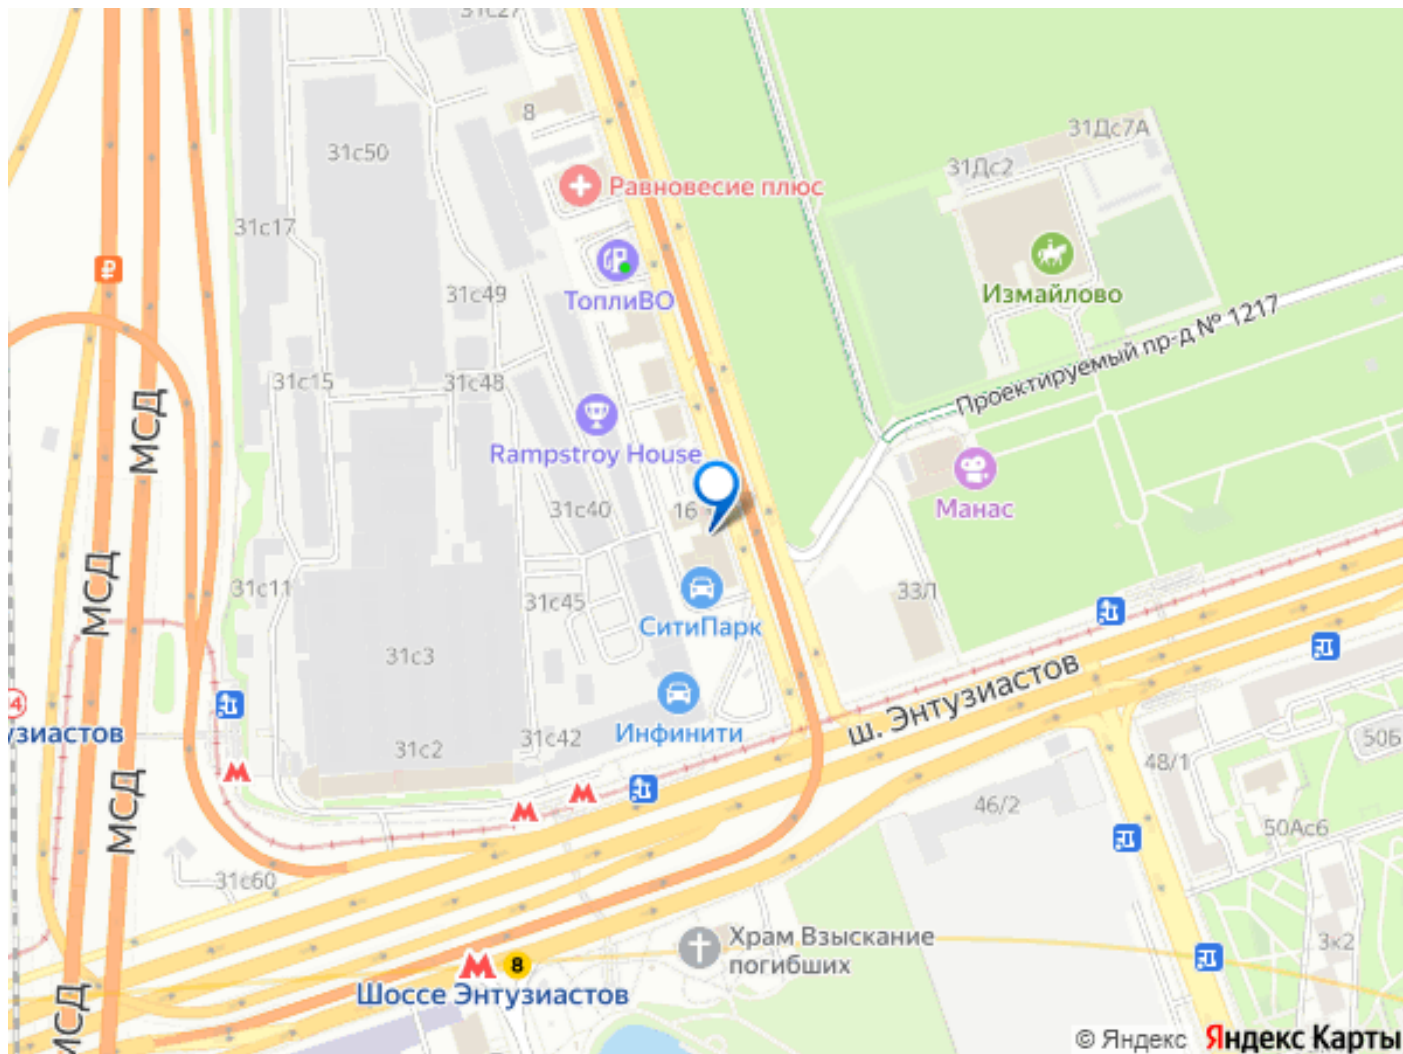 31с27
8
31Дс7А
31с50
31Дс2
Равновесие плюс
31с17
₽
31с49
ТоплиВО
Измайлово
Проектируемый пр-д № 1217
31с15
31с48
МСД
Rampstroy House
31с40
16
Манас
МСД
31с11
31с45
33Л
СитиПарк
31с3
ш. Энтузиастов
4
узиастов
31с2
31с42
Инфинити
48/1
50Б
МСД
46/2
50Ас6
31с60
Храм Взыскание
погибших
3к2
8
Шоссе Энтузиастов
МСД
© Яндекс Яндекс Карты